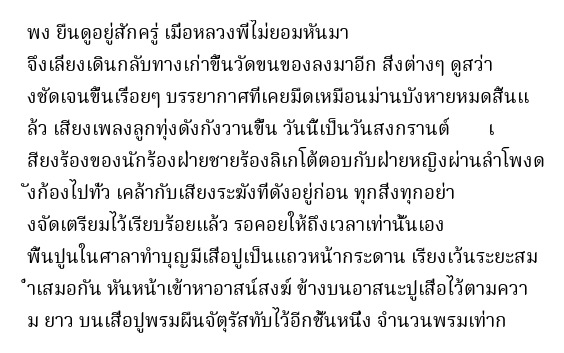 พง ยืนดูอยู่สักครู่ เมื่อหลวงพี่ไม่ยอมหันมา
จึงเลี่ยงเดินกลับทางเก่าขึ้นวัดขนของลงมาอีก สิ่งต่างๆ ดูสว่า
งชัดเจนขึ้นเรื่อยๆ บรรยากาศที่เคยมืดเหมือนม่านบังหายหมดสิ้นแ
ล้ว เสียงเพลงลูกทุ่งดังกังวานขึ้น วันนี้เป็นวันสงกรานต์ เ
สียงร้องของนักร้องฝ่ายชายร้องลิเกโต้ตอบกับฝ่ายหญิงผ่านลำโพงด
ังก้องไปทั่ว เคล้ากับเสียงระฆังที่ดังอยู่ก่อน ทุกสิ่งทุกอย่า
งจัดเตรียมไว้เรียบร้อยแล้ว รอคอยให้ถึงเวลาเท่านั้นเอง
พื้นปูนในศาลาทำบุญมีเสื่อปูเป็นแถวหน้ากระดาน เรียงเว้นระยะสม
่ำเสมอกัน หันหน้าเข้าหาอาสน์สงฆ์ ข้างบนอาสนะปูเสื่อไว้ตามควา
ม ยาว บนเสื่อปูพรมผืนจัตุรัสทับไว้อีกชั้นหนึ่ง จำนวนพรมเท่าก